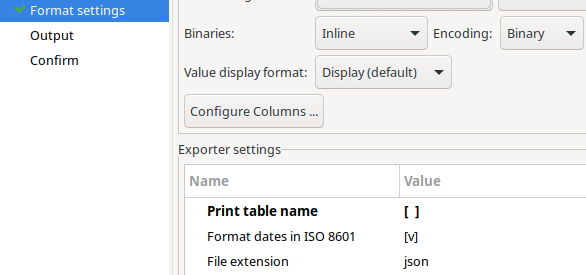 Format settings
Output
Confirm
Binaries: Inline Encoding: Binary
Value display format: Display (default)
Configure Columns ...
Exporter settings
Name Value
Print table name [ ]
Format dates in ISO 8601 [v]
File extension json